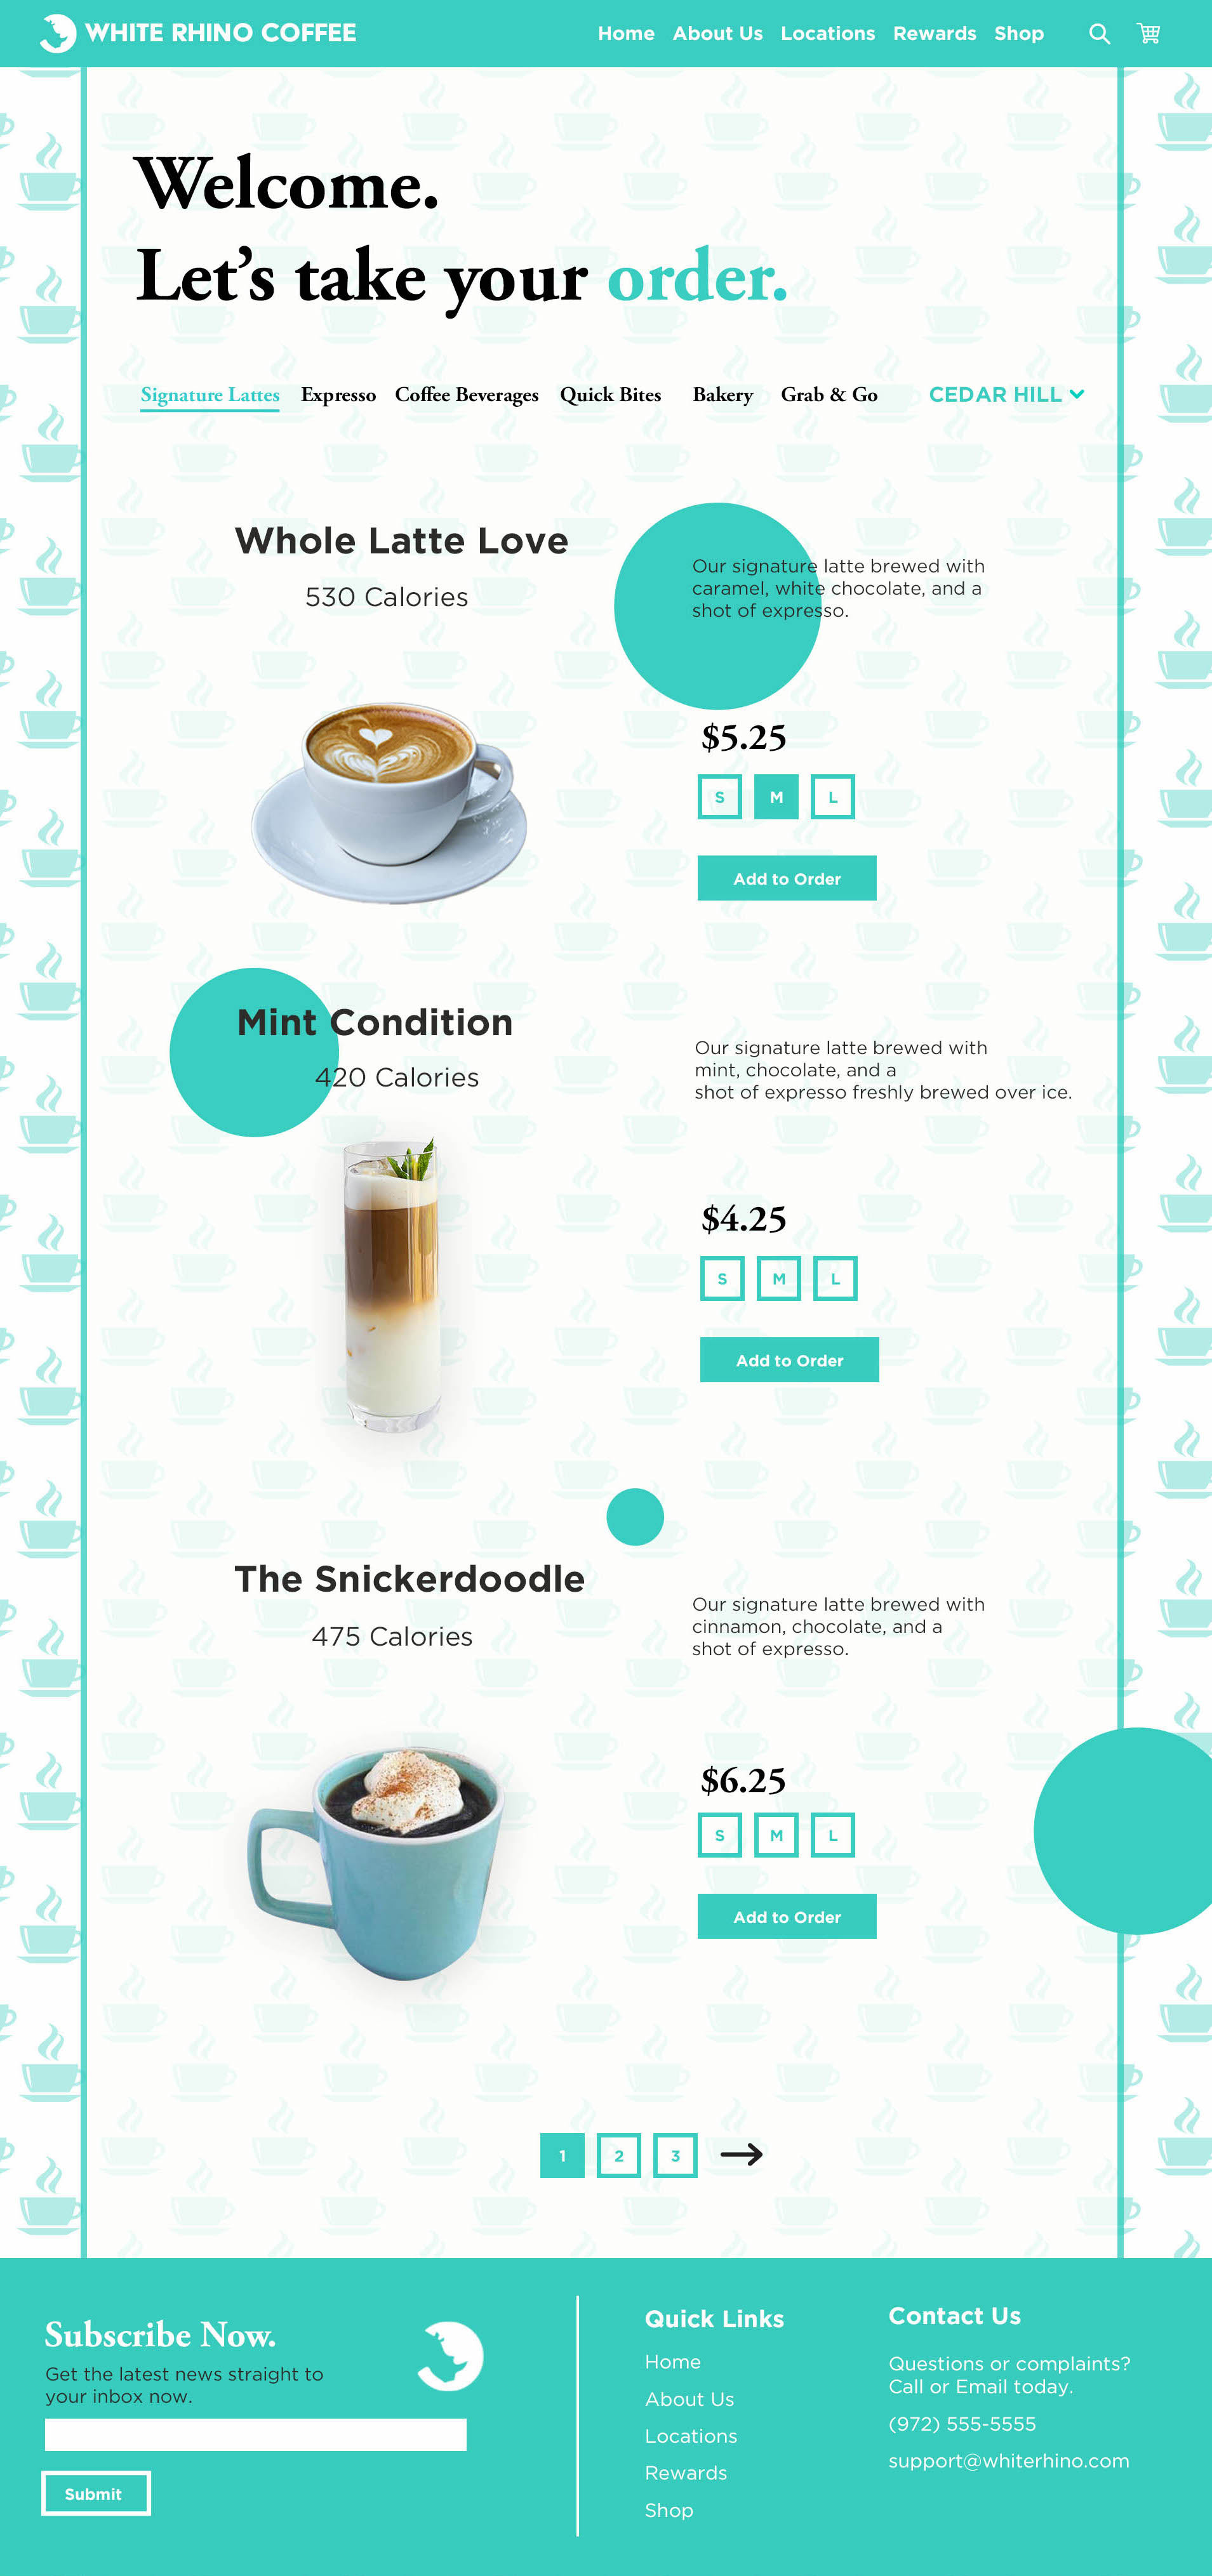 WHITE RHINO COFFEE
Home About Us Locations Rewards Shop
Welcome.
Let’s take your order.
Signature Lattes Expresso Coffee Beverages Quick Bites Bakery Grab & Go CEDAR HILL
Whole Latte Love
530 Calories
Our signature latte brewed with
caramel, white chocolate, and a
shot of expresso.
$5.25
S M L
Add to Order
Mint Condition
420 Calories
Our signature latte brewed with
mint, chocolate, and a
shot of expresso freshly brewed over ice.
$4.25
S M L
Add to Order
The Snickerdoodle
475 Calories
Our signature latte brewed with
cinnamon, chocolate, and a
shot of expresso.
$6.25
S M L
Add to Order
1 2 3
Subscribe Now.
Get the latest news straight to
your inbox now.
Submit
Quick Links
Home
About Us
Locations
Rewards
Shop
Contact Us
Questions or complaints?
Call or Email today.
(972) 555-5555
support@whiterhino.com